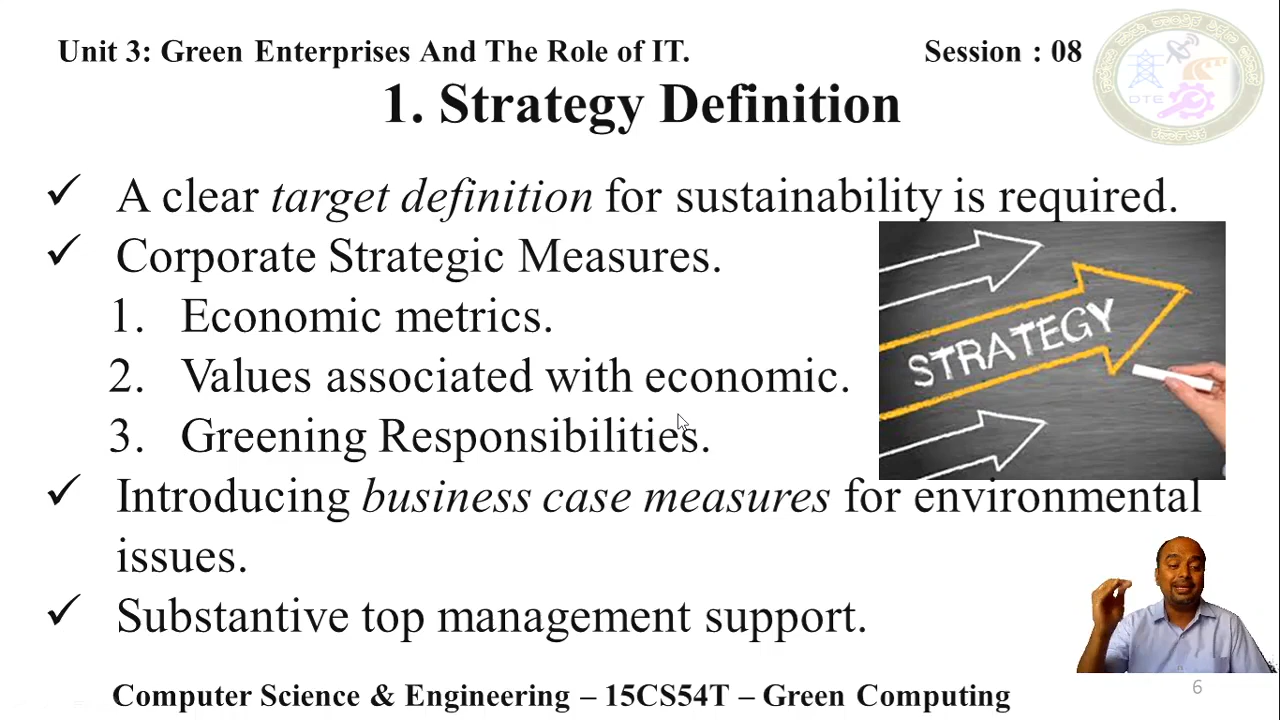 Unit 3: Green Enterprises And The Role of IT. Session : 08
DTE
1. Strategy Definition
✓ A clear target definition for sustainability is required.
✓ Corporate Strategic Measures.
1. Economic metrics.
2. Values associated with economic.
3. Greening Responsibilities.
STRATEGY
✓ Introducing business case measures for environmental
issues.
✓ Substantive top management support.
Computer Science & Engineering – 15CS54T – Green Computing
6